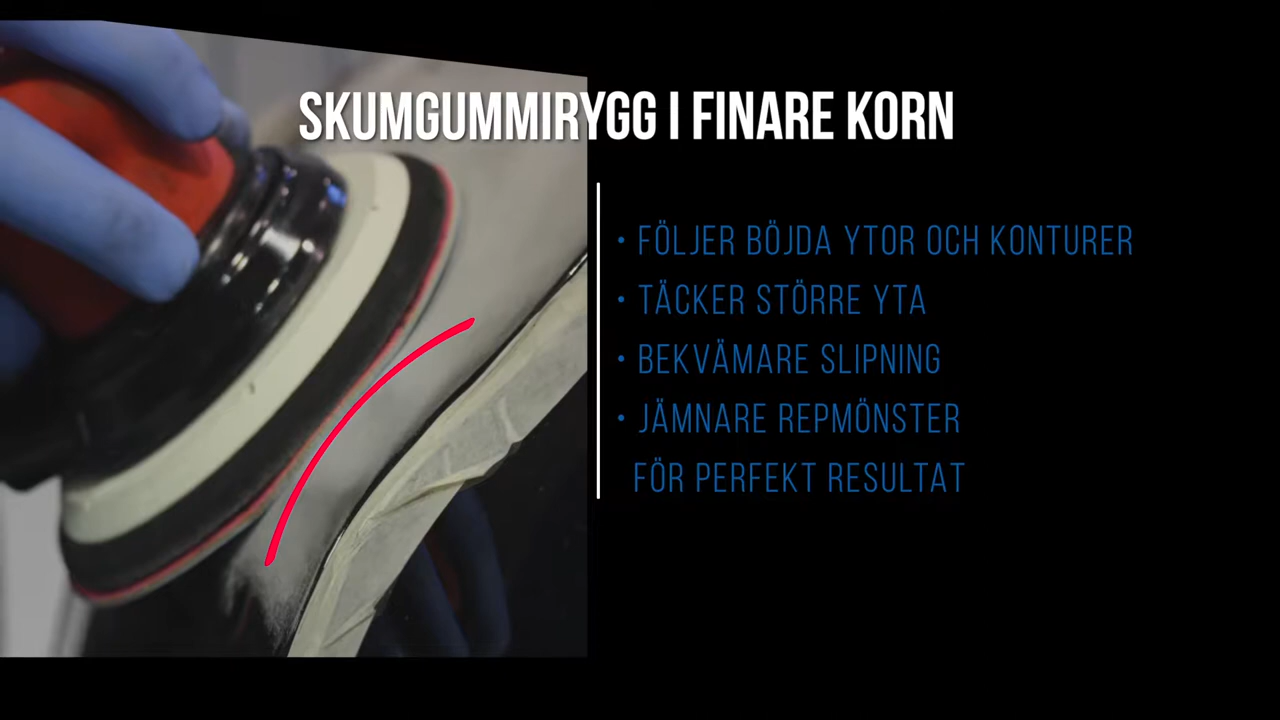 SKUMGUMMIRYGG I FINARE KORN
• FÖLJER BÖJDA YTOR OCH KONTURER
• TÄCKER STÖRRE YTA
• BEKVÄMARE SLIPNING
• JÄMNARE REPMÖNSTER
FÖR PERFEKT RESULTAT